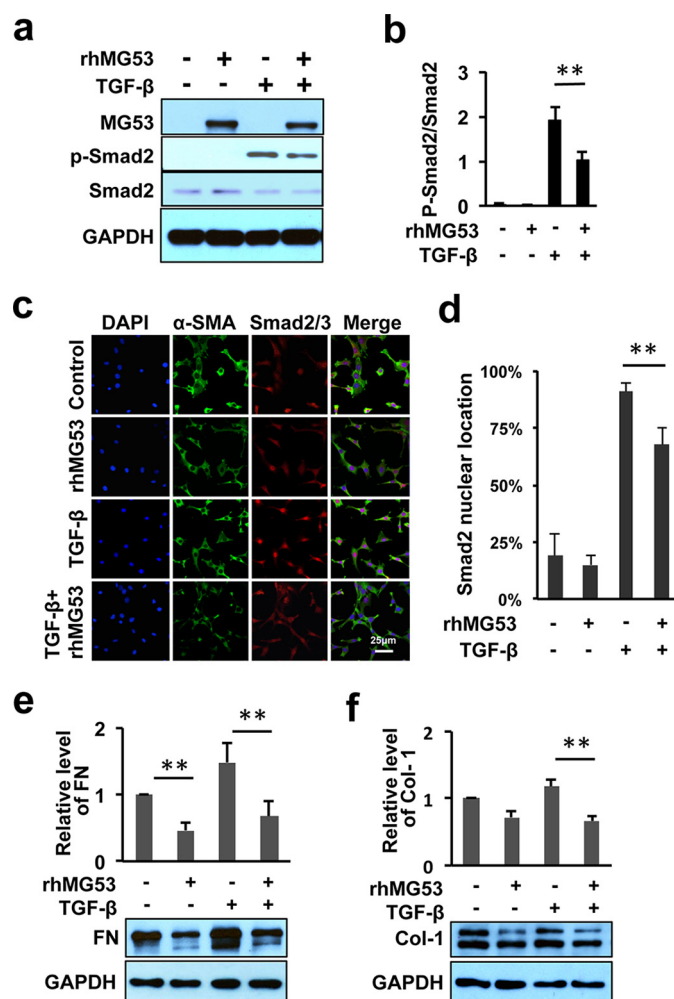 a
rhMG53 - + - +
TGF-β - - + +
MG53
p-Smad2
Smad2
GAPDH
b
**
P-Smad2/Smad2
3
2
1
0
rhMG53 - + - +
TGF-β - - + +
c
DAPI α-SMA Smad2/3 Merge
Control
rhMG53
TGF-β
TGF-β+
rhMG53
25μm
d
**
Smad2 nuclear location
100%
75%
50%
25%
0%
rhMG53 - + - +
TGF-β - - + +
e
** **
Relative level
of FN
2
1
0
rhMG53 - + - +
TGF-β - - + +
FN
GAPDH
f
**
Relative level
of Col- 1
2
1
0
rhMG53 - + - +
TGF-β - - + +
Col-1
GAPDH